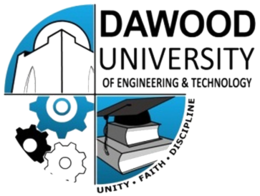 DAWOOD
UNIVERSITY
OF ENGINEERING & TECHNOLOGY
UNITY • FAITH • DISCIPLINE